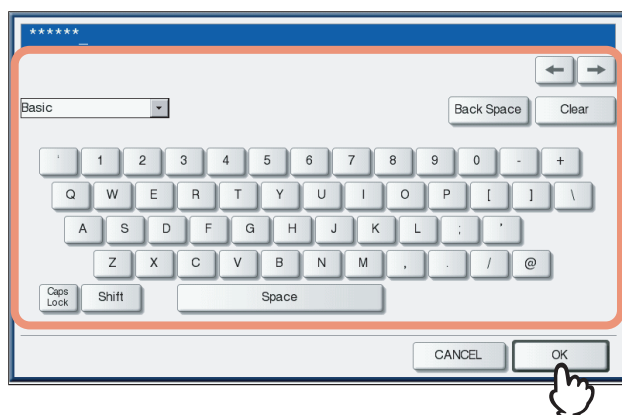 ******_
← →
Basic Back Space Clear
' 1 2 3 4 5 6 7 8 9 0 - +
Q W E R T Y U I O P [ ] \
A S D F G H J K L ; '
Z X C V B N M , . / @
Caps Lock Shift Space
CANCEL OK